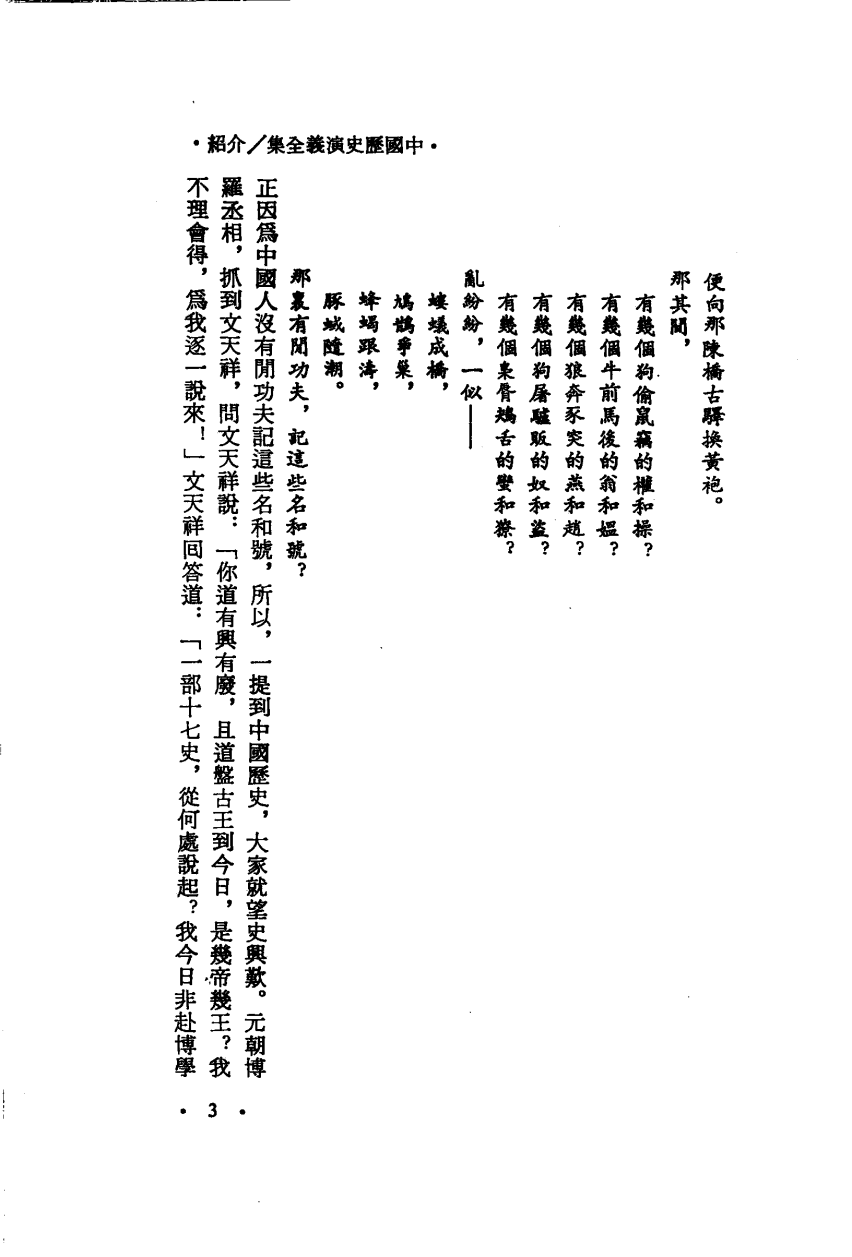 •中國歷史演義全集／介紹•
便向那陳橋古驛換黃袍。
那其間，
有幾個狗偷鼠竊的權和操？
有幾個牛前馬後的翁和媼？
有幾個狼奔豕突的燕和趙？
有幾個狗屠驢販的奴和盜？
有幾個梟唇鴂舌的蠻和獠？
亂紛紛，一似——
螻蟻成橋，
鳩鵲爭巢，
蜂蝎跟濤，
豚蜮隨潮。
那裏有閒功夫，記這些名和號？
正因爲中國人沒有閒功夫記這些名和號，所以，一提到中國歷史，大家就望史興歎。元朝博
羅丞相，抓到文天祥，問文天祥說：「你道有興有廢，且道盤古王到今日，是幾帝幾王？我
不理會得，爲我逐一說來！」文天祥回答道：「一部十七史，從何處說起？我今日非赴博學
• 3 •